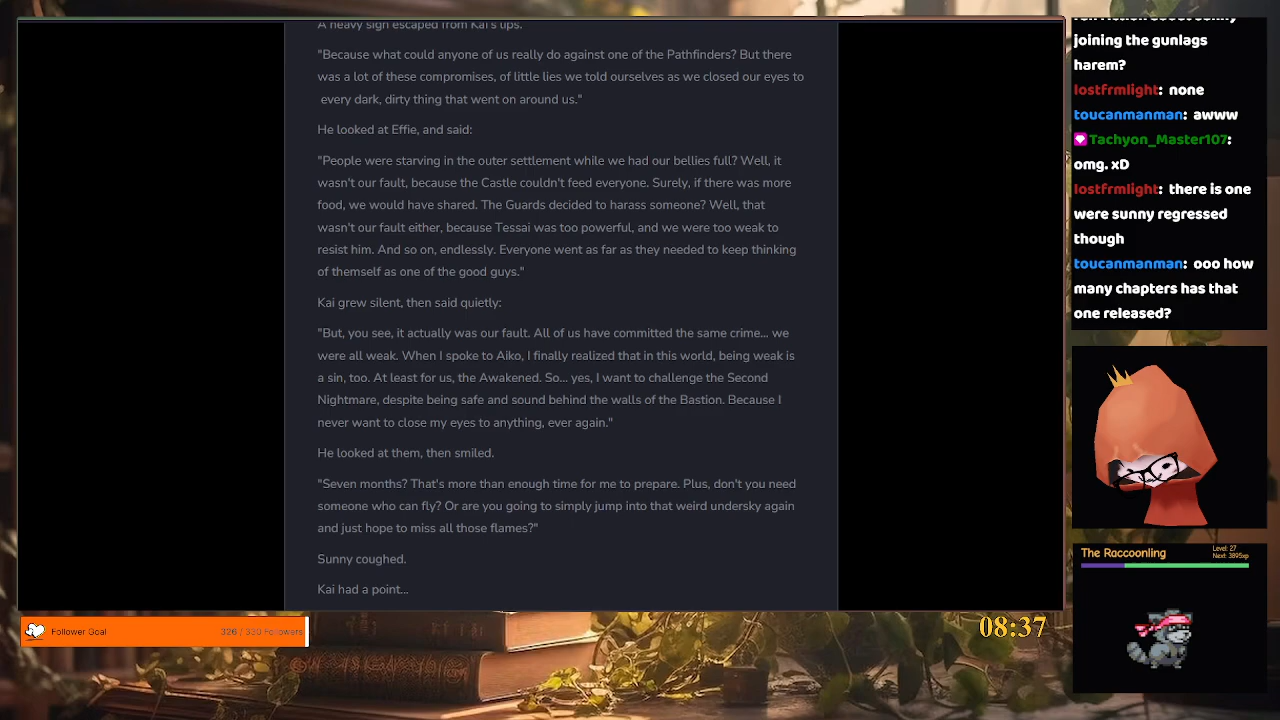 A heavy sigh escaped from Kai's lips.
"Because what could anyone of us really do against one of the Pathfinders? But there
was a lot of these compromises, of little lies we told ourselves as we closed our eyes to
every dark, dirty thing that went on around us."
He looked at Effie, and said:
"People were starving in the outer settlement while we had our bellies full? Well, it
wasn't our fault, because the Castle couldn't feed everyone. Surely, if there was more
food, we would have shared. The Guards decided to harass someone? Well, that
wasn't our fault either, because Tessai was too powerful, and we were too weak to
resist him. And so on, endlessly. Everyone went as far as they needed to keep thinking
of themself as one of the good guys."
Kai grew silent, then said quietly:
"But, you see, it actually was our fault. All of us have committed the same crime... we
were all weak. When I spoke to Aiko, I finally realized that in this world, being weak is
a sin, too. At least for us, the Awakened. So... yes, I want to challenge the Second
Nightmare, despite being safe and sound behind the walls of the Bastion. Because I
never want to close my eyes to anything, ever again."
He looked at them, then smiled.
"Seven months? That's more than enough time for me to prepare. Plus, don't you need
someone who can fly? Or are you going to simply jump into that weird undersky again
and just hope to miss all those flames?"
Sunny coughed.
Kai had a point...
joining the gunlags
harem?
lostfrmlight: none
toucanmanman: awww
Tachyon_Master107:
omg. xD
lostfrmlight: there is one
were sunny regressed
though
toucanmanman: ooo how
many chapters has that
one released?
The Raccoonling
Level: 27
Next: 3895xp
Follower Goal
326 / 330 Followers
08:37